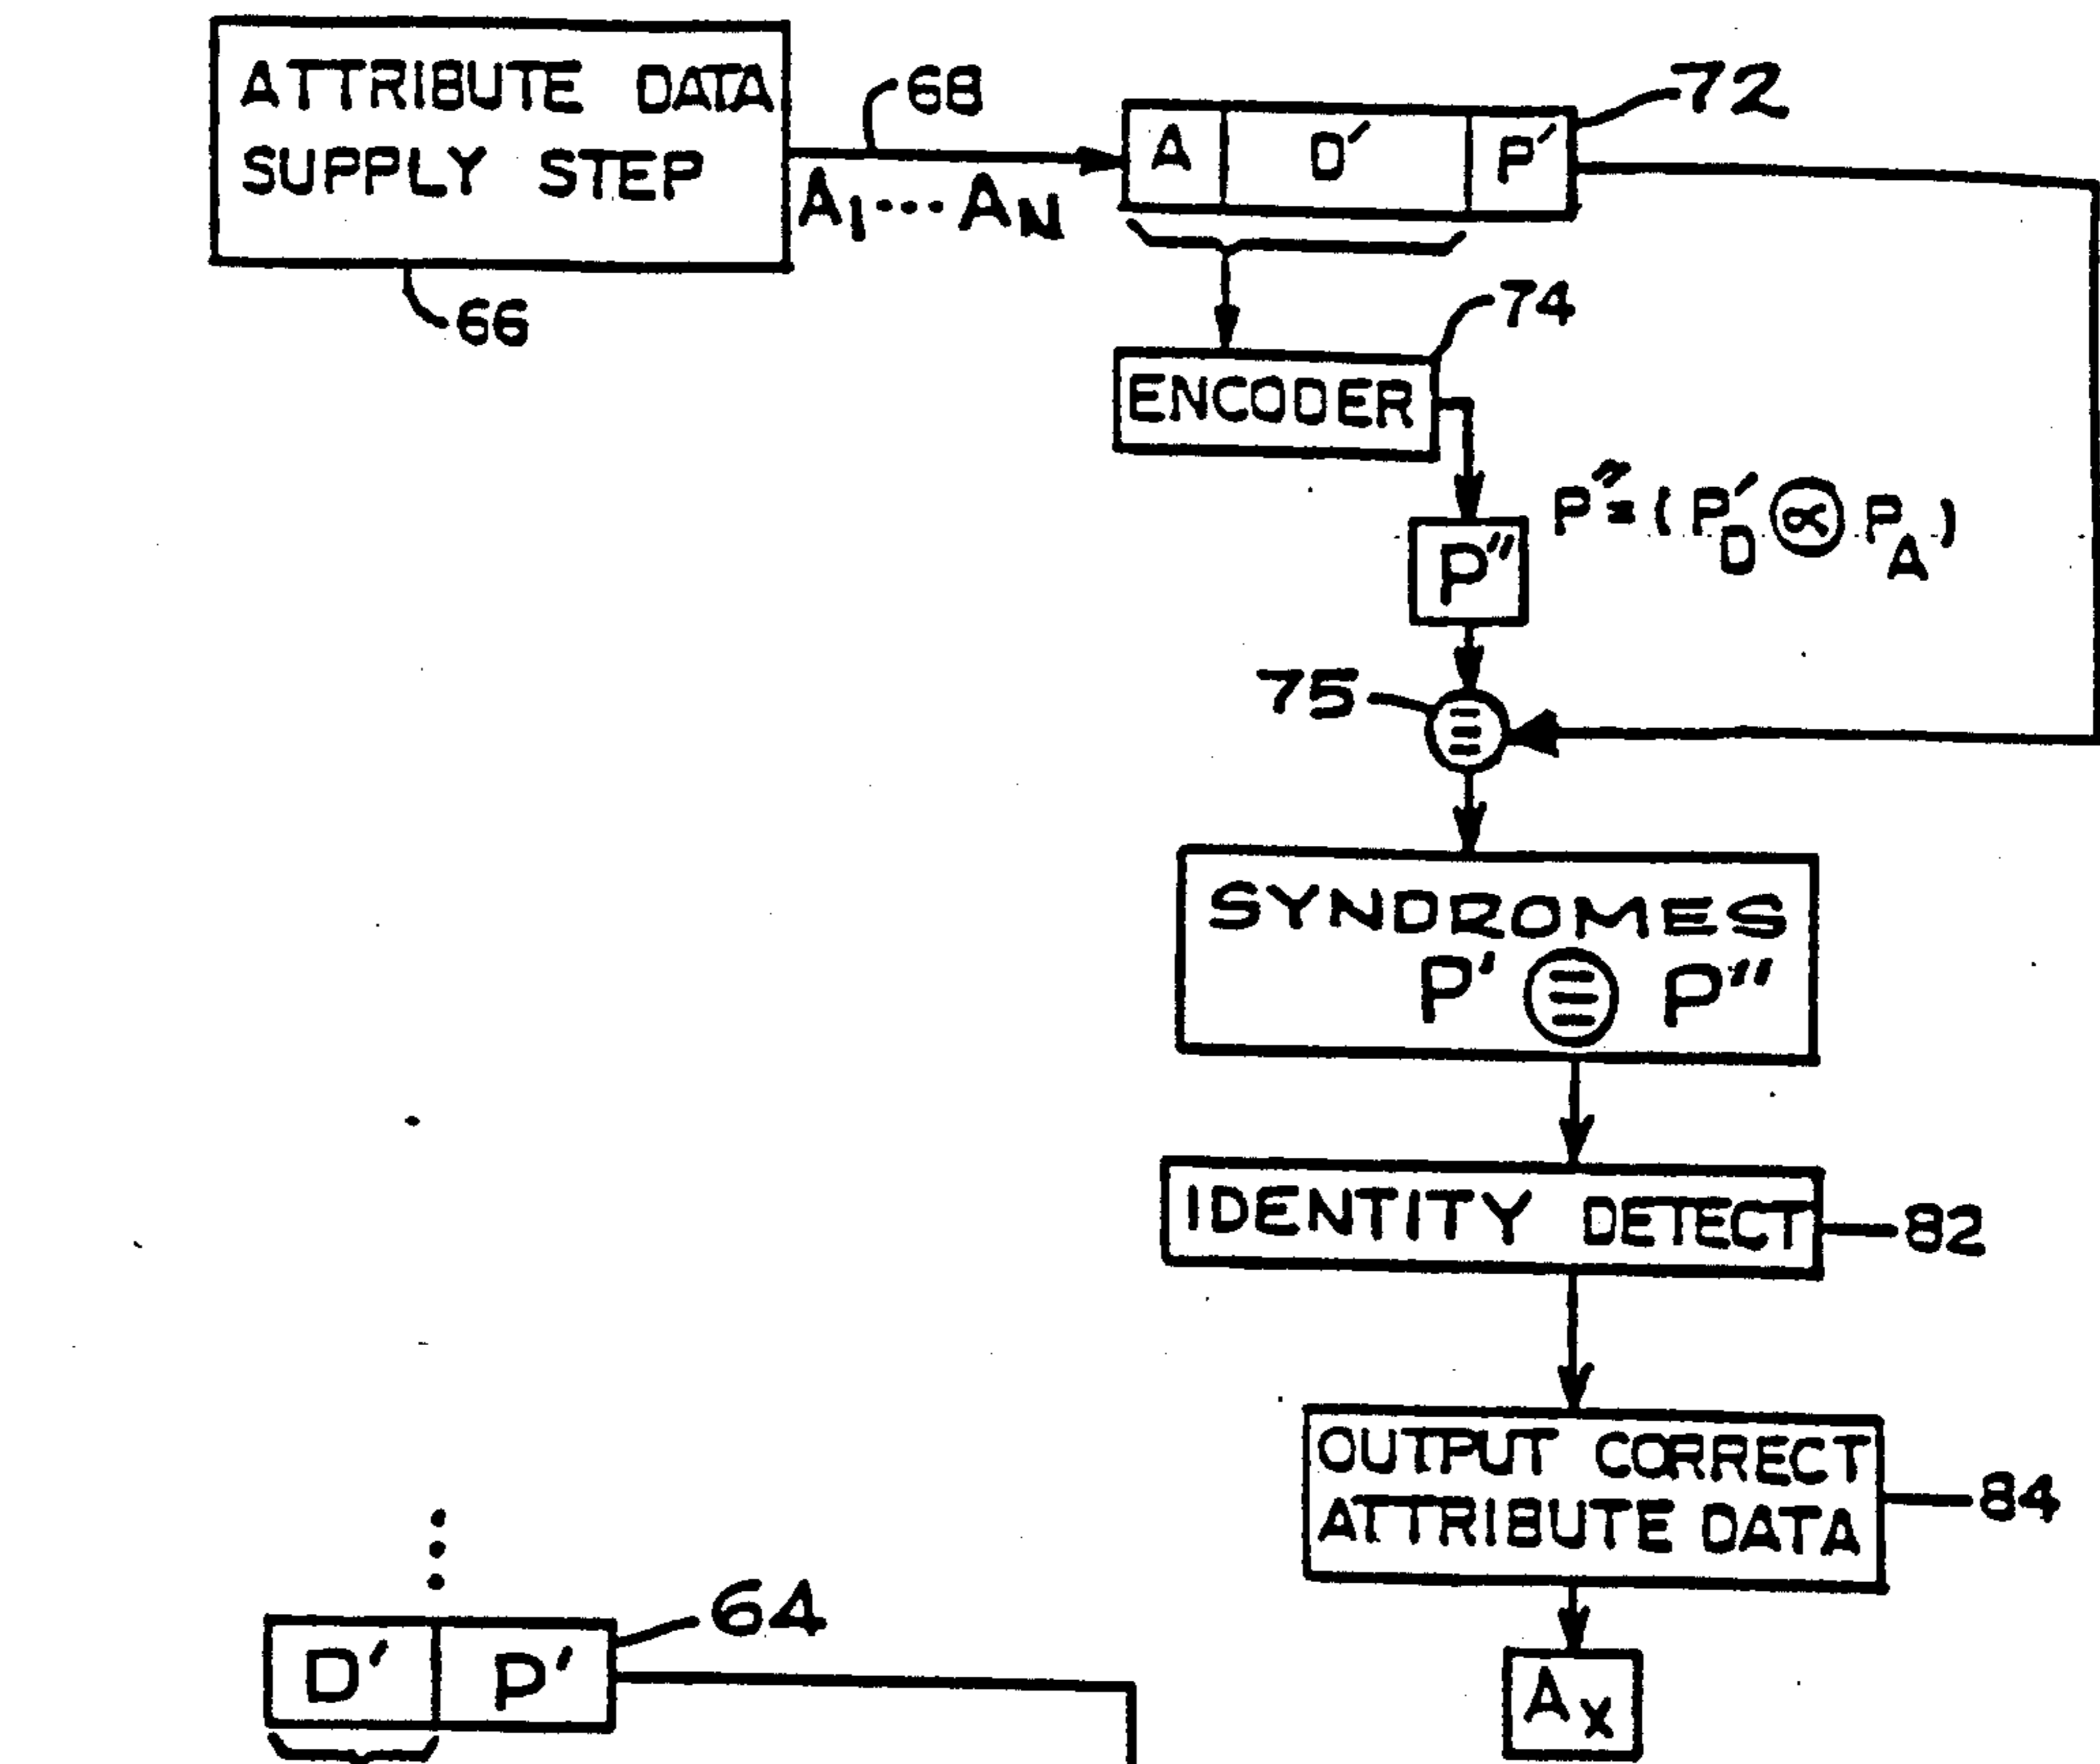 ATTRIBUTE DATA
SUPPLY STEP
66
68
A1...AN
A D' P'
72
ENCODER
74
P"
P"=(P'D ∝ PA)
75
≡
SYNDROMES
P' ≡ P"
IDENTITY DETECT
82
OUTPUT CORRECT
ATTRIBUTE DATA
84
AX
D' P'
64